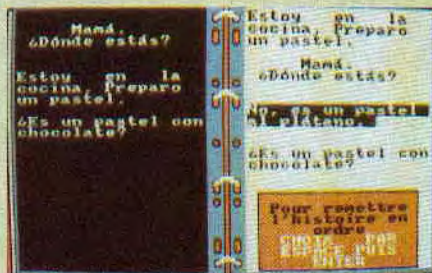 Mamá.
¿Dónde estás?
Estoy en la
cocina Preparo
un pastel.
¿Es un pastel con
chocolate?
Estoy en la
cocina Preparo
un pastel.
Mamá.
¿Dónde estás?
No, es un pastel
al plátano.
¿Es un pastel con
chocolate?
Pour remettre
l'histoire en
ordre
PUIS
ENTER